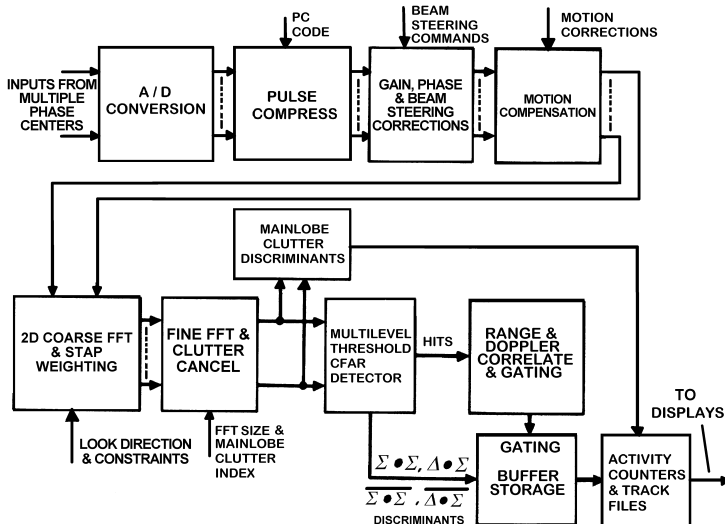 PC
CODE
BEAM
STEERING
COMMANDS
MOTION
CORRECTIONS
INPUTS FROM
MULTIPLE
PHASE
CENTERS
A / D
CONVERSION
PULSE
COMPRESS
GAIN, PHASE
& BEAM
STEERING
CORRECTIONS
MOTION
COMPENSATION
MAINLOBE
CLUTTER
DISCRIMINANTS
2D COARSE FFT
& STAP
WEIGHTING
FINE FFT &
CLUTTER
CANCEL
MULTILEVEL
THRESHOLD
CFAR
DETECTOR
HITS
RANGE &
DOPPLER
CORRELATE
& GATING
TO
DISPLAYS
LOOK DIRECTION
& CONSTRAINTS
FFT SIZE &
MAINLOBE
CLUTTER
INDEX
Σ●Σ, Δ●Σ
Σ●Σ, Δ●Σ
DISCRIMINANTS
GATING
BUFFER
STORAGE
ACTIVITY
COUNTERS
& TRACK
FILES